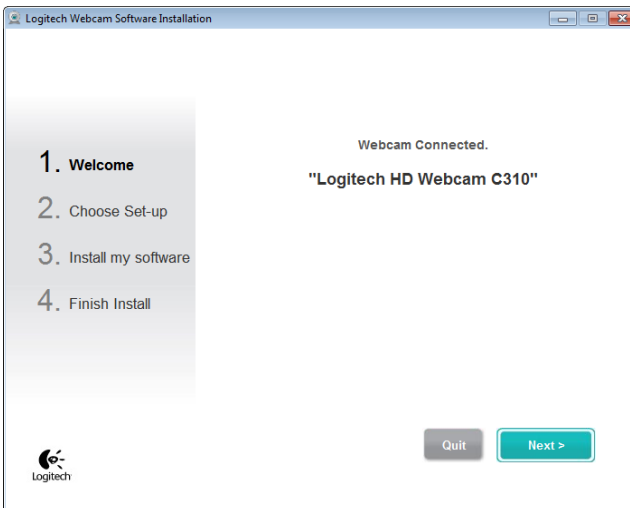 Logitech Webcam Software Installation
1. Welcome
2. Choose Set-up
3. Install my software
4. Finish Install
Webcam Connected.
"Logitech HD Webcam C310"
Quit
Next >
Logitech